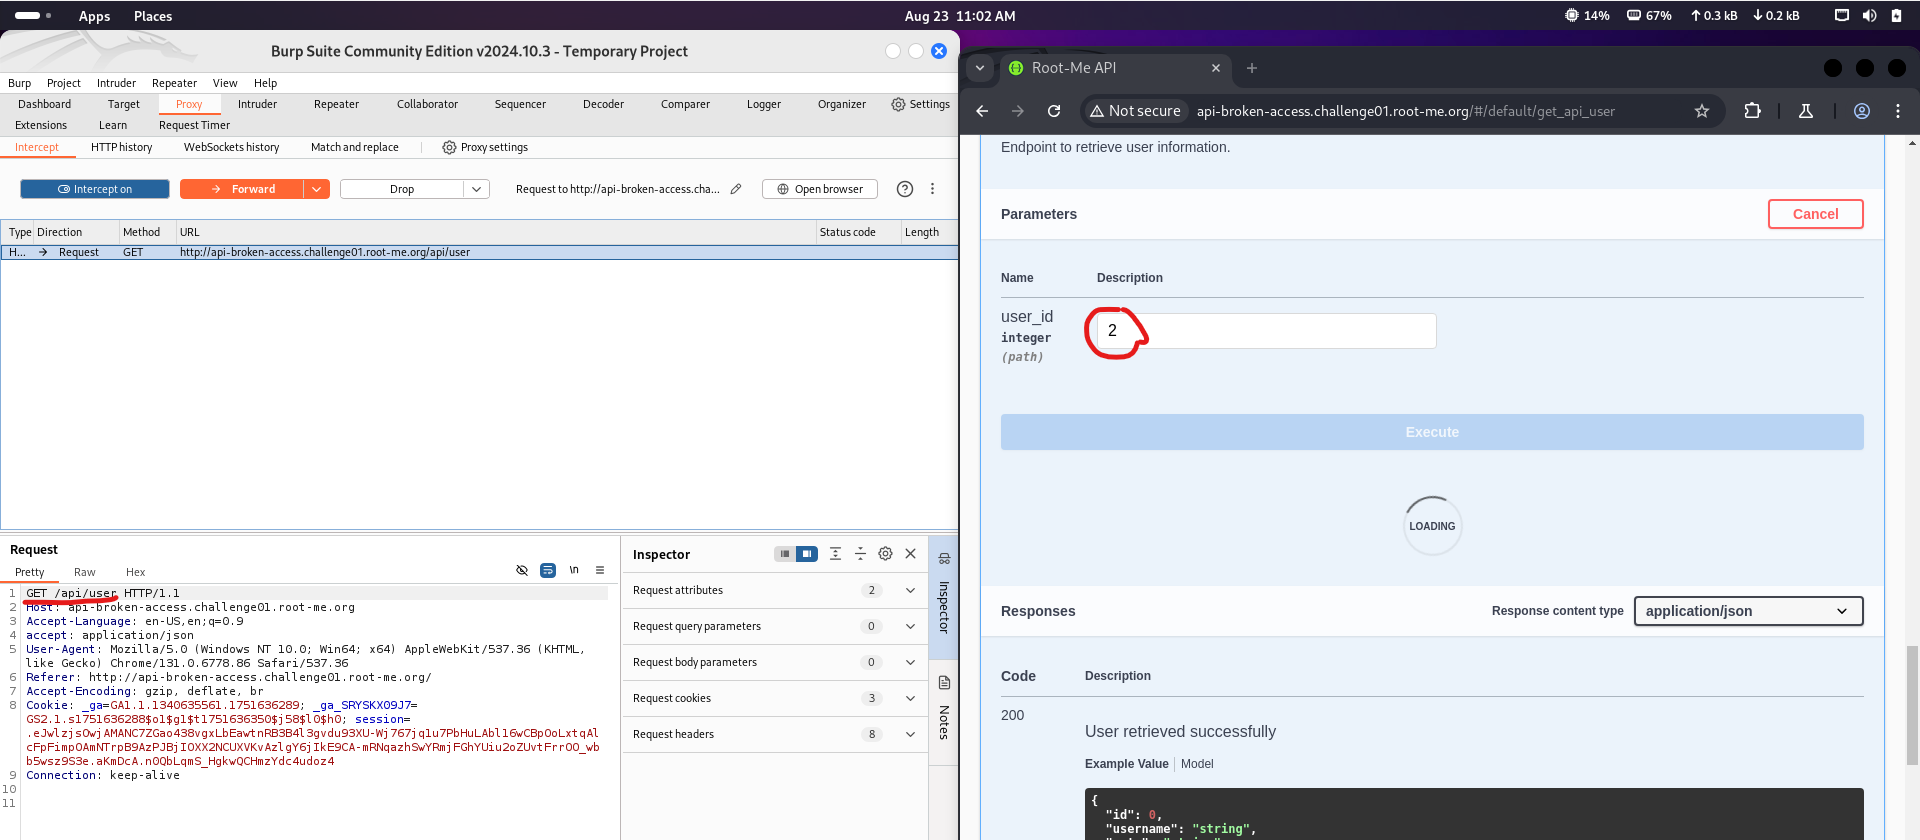 Apps Places Aug 23 11:02 AM 14% 67% 0.3 kB 0.2 kB
Burp Suite Community Edition v2024.10.3 - Temporary Project
Burp Project Intruder Repeater View Help
Dashboard Target Proxy Intruder Repeater Collaborator Sequencer Decoder Comparer Logger Organizer Settings
Extensions Learn Request Timer
Intercept HTTP history WebSockets history Match and replace Proxy settings
Intercept on Forward Drop Request to http://api-broken-access.cha... Open browser
Type Direction Method URL Status code Length
H... Request GET http://api-broken-access.challenge01.root-me.org/api/user
Request
Pretty Raw Hex \n
1 GET /api/user HTTP/1.1
2 Host: api-broken-access.challenge01.root-me.org
3 Accept-Language: en-US,en;q=0.9
4 accept: application/json
5 User-Agent: Mozilla/5.0 (Windows NT 10.0; Win64; x64) AppleWebKit/537.36 (KHTML,
like Gecko) Chrome/131.0.6778.86 Safari/537.36
6 Referer: http://api-broken-access.challenge01.root-me.org/
7 Accept-Encoding: gzip, deflate, br
8 Cookie: _ga=GA1.1.1340635561.1751636289; _ga_SRYSKX09J7=
GS2.1.s1751636288$o1$g1$t1751636350$j58$l0$h0; session=
9 Connection: keep-alive
10
11
Inspector
Request attributes 2
Request query parameters 0
Request body parameters 0
Request cookies 3
Request headers 8
Inspector
Notes
Root-Me API
Not secure api-broken-access.challenge01.root-me.org/#/default/get_api_user
Endpoint to retrieve user information.
Parameters Cancel
Name Description
user_id 2
integer
(path)
Execute
LOADING
Responses Response content type application/json
Code Description
200
User retrieved successfully
Example Value Model
{
"id": 0,
"username": "string",